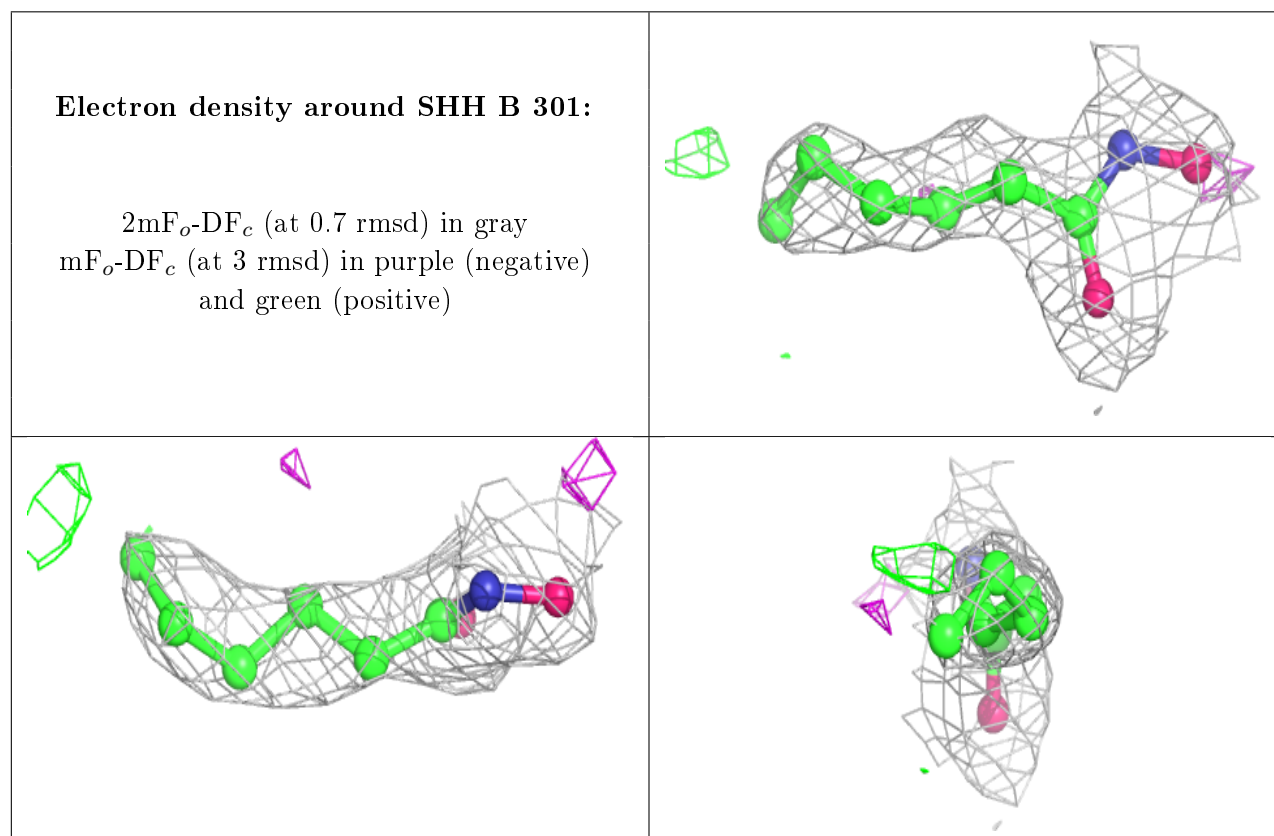 Electron density around SHH B 301:
2mFₒ-DF𝒸 (at 0.7 rmsd) in gray
mFₒ-DF𝒸 (at 3 rmsd) in purple (negative)
and green (positive)